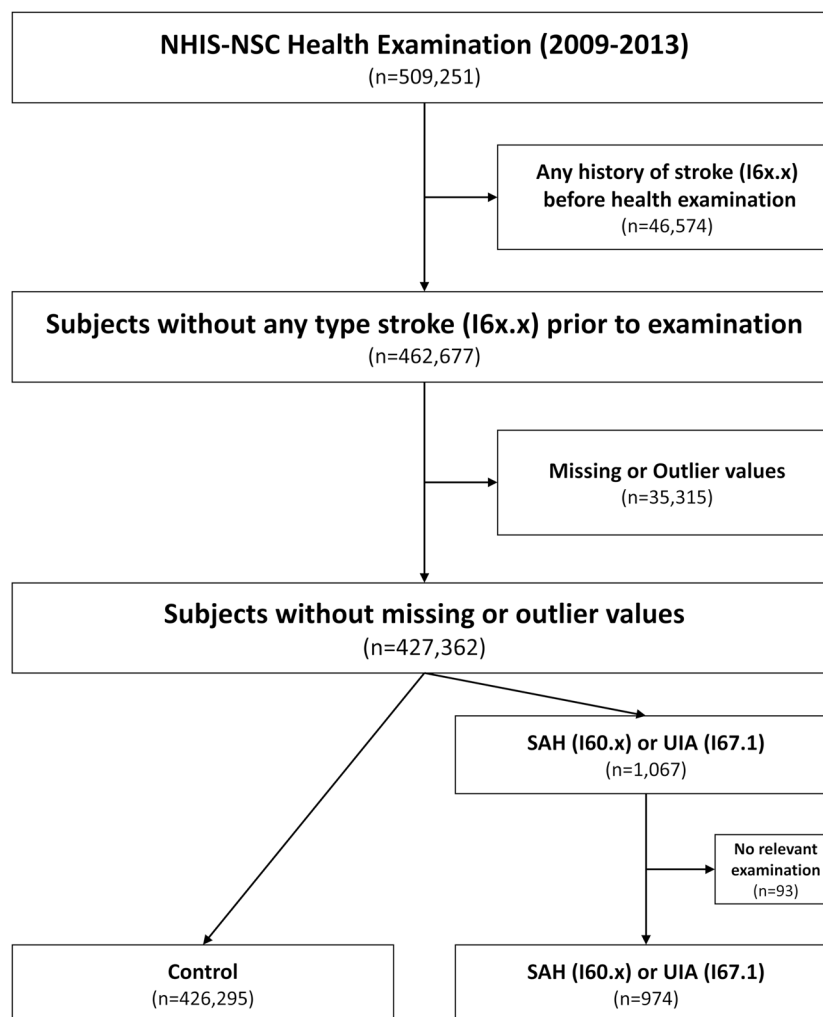 NHIS-NSC Health Examination (2009-2013)
(n=509,251)
Any history of stroke (I6x.x)
before health examination
(n=46,574)
Subjects without any type stroke (I6x.x) prior to examination
(n=462,677)
Missing or Outlier values
(n=35,315)
Subjects without missing or outlier values
(n=427,362)
SAH (I60.x) or UIA (I67.1)
(n=1,067)
No relevant
examination
(n=93)
Control
(n=426,295)
SAH (I60.x) or UIA (I67.1)
(n=974)